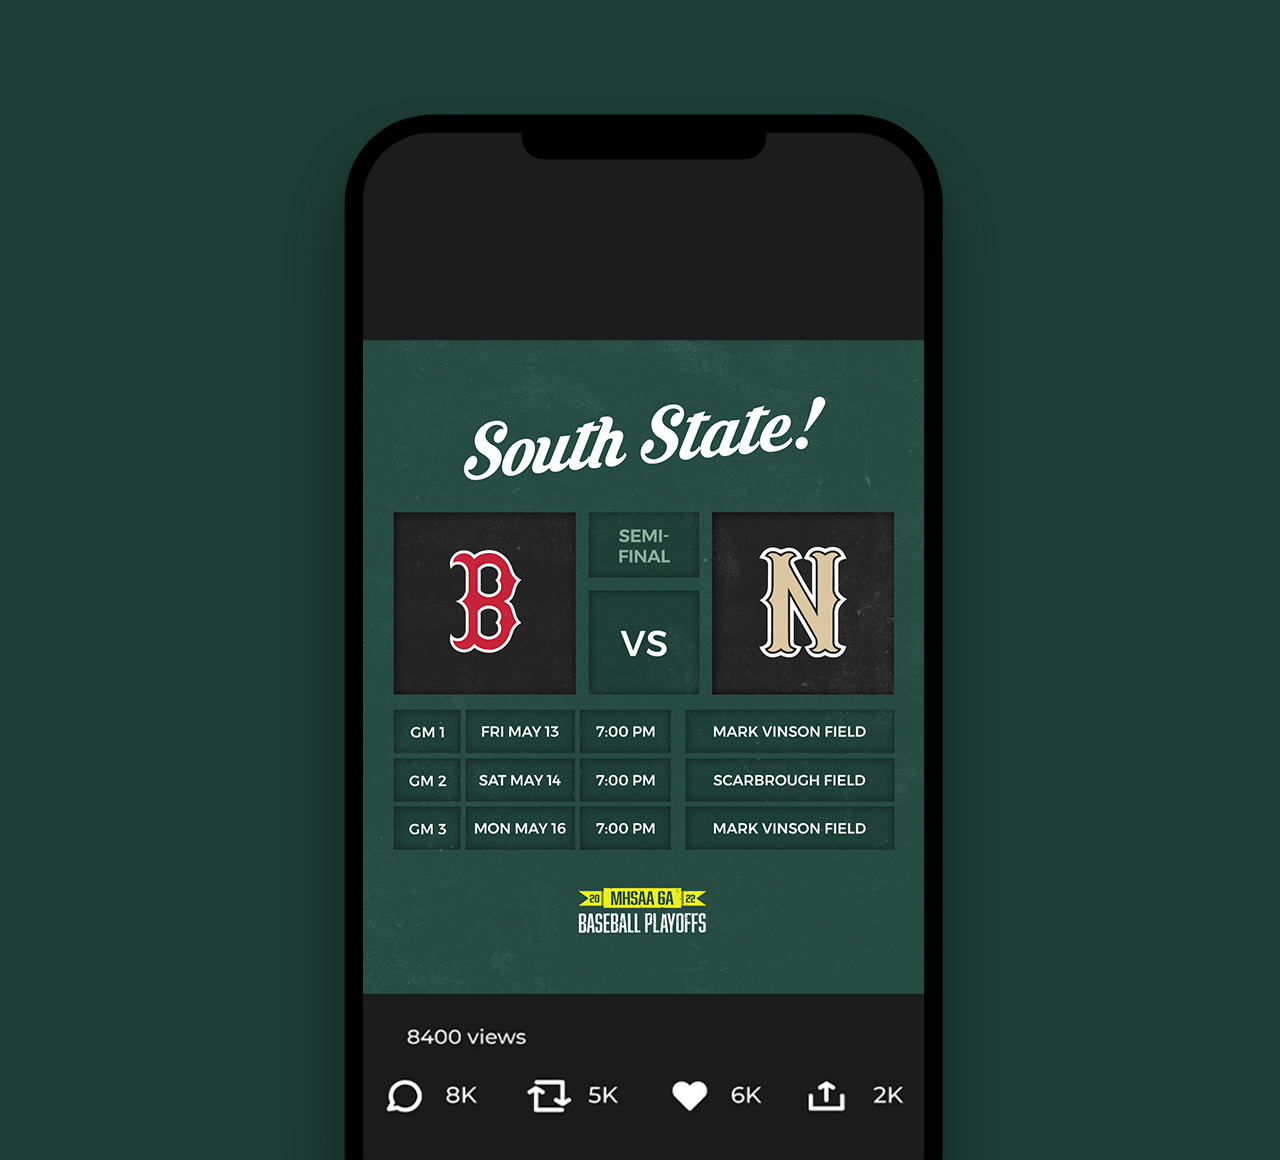 South State!
SEMI-
FINAL
B
VS
N
GM 1 FRI MAY 13 7:00 PM MARK VINSON FIELD
GM 2 SAT MAY 14 7:00 PM SCARBROUGH FIELD
GM 3 MON MAY 16 7:00 PM MARK VINSON FIELD
20 MHSAA 6A 22
BASEBALL PLAYOFFS
8400 views
8K 5K 6K 2K